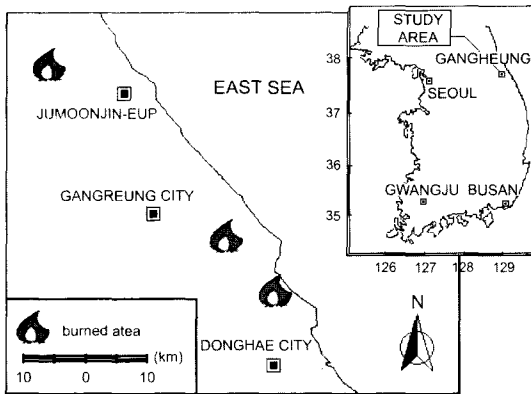 STUDY
AREA
GANGHEUNG
38
SEOUL
37
36
GWANGJU BUSAN
35
126 127 128 129
EAST SEA
JUMOONJIN-EUP
GANGREUNG CITY
DONGHAE CITY
N
burned atea
(km)
10 0 10